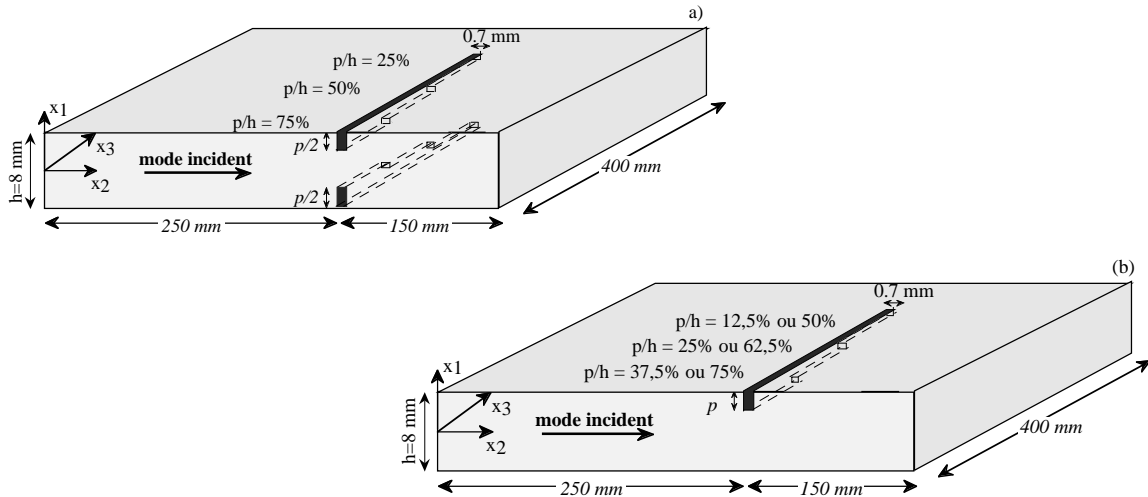 a)
0.7 mm
p/h = 25%
p/h = 50%
p/h = 75%
x1
x3
x2
h=8 mm
mode incident
p/2
p/2
400 mm
250 mm
150 mm
(b)
0.7 mm
p/h = 12,5% ou 50%
p/h = 25% ou 62,5%
p/h = 37,5% ou 75%
x1
x3
x2
h=8 mm
mode incident
p
400 mm
250 mm
150 mm